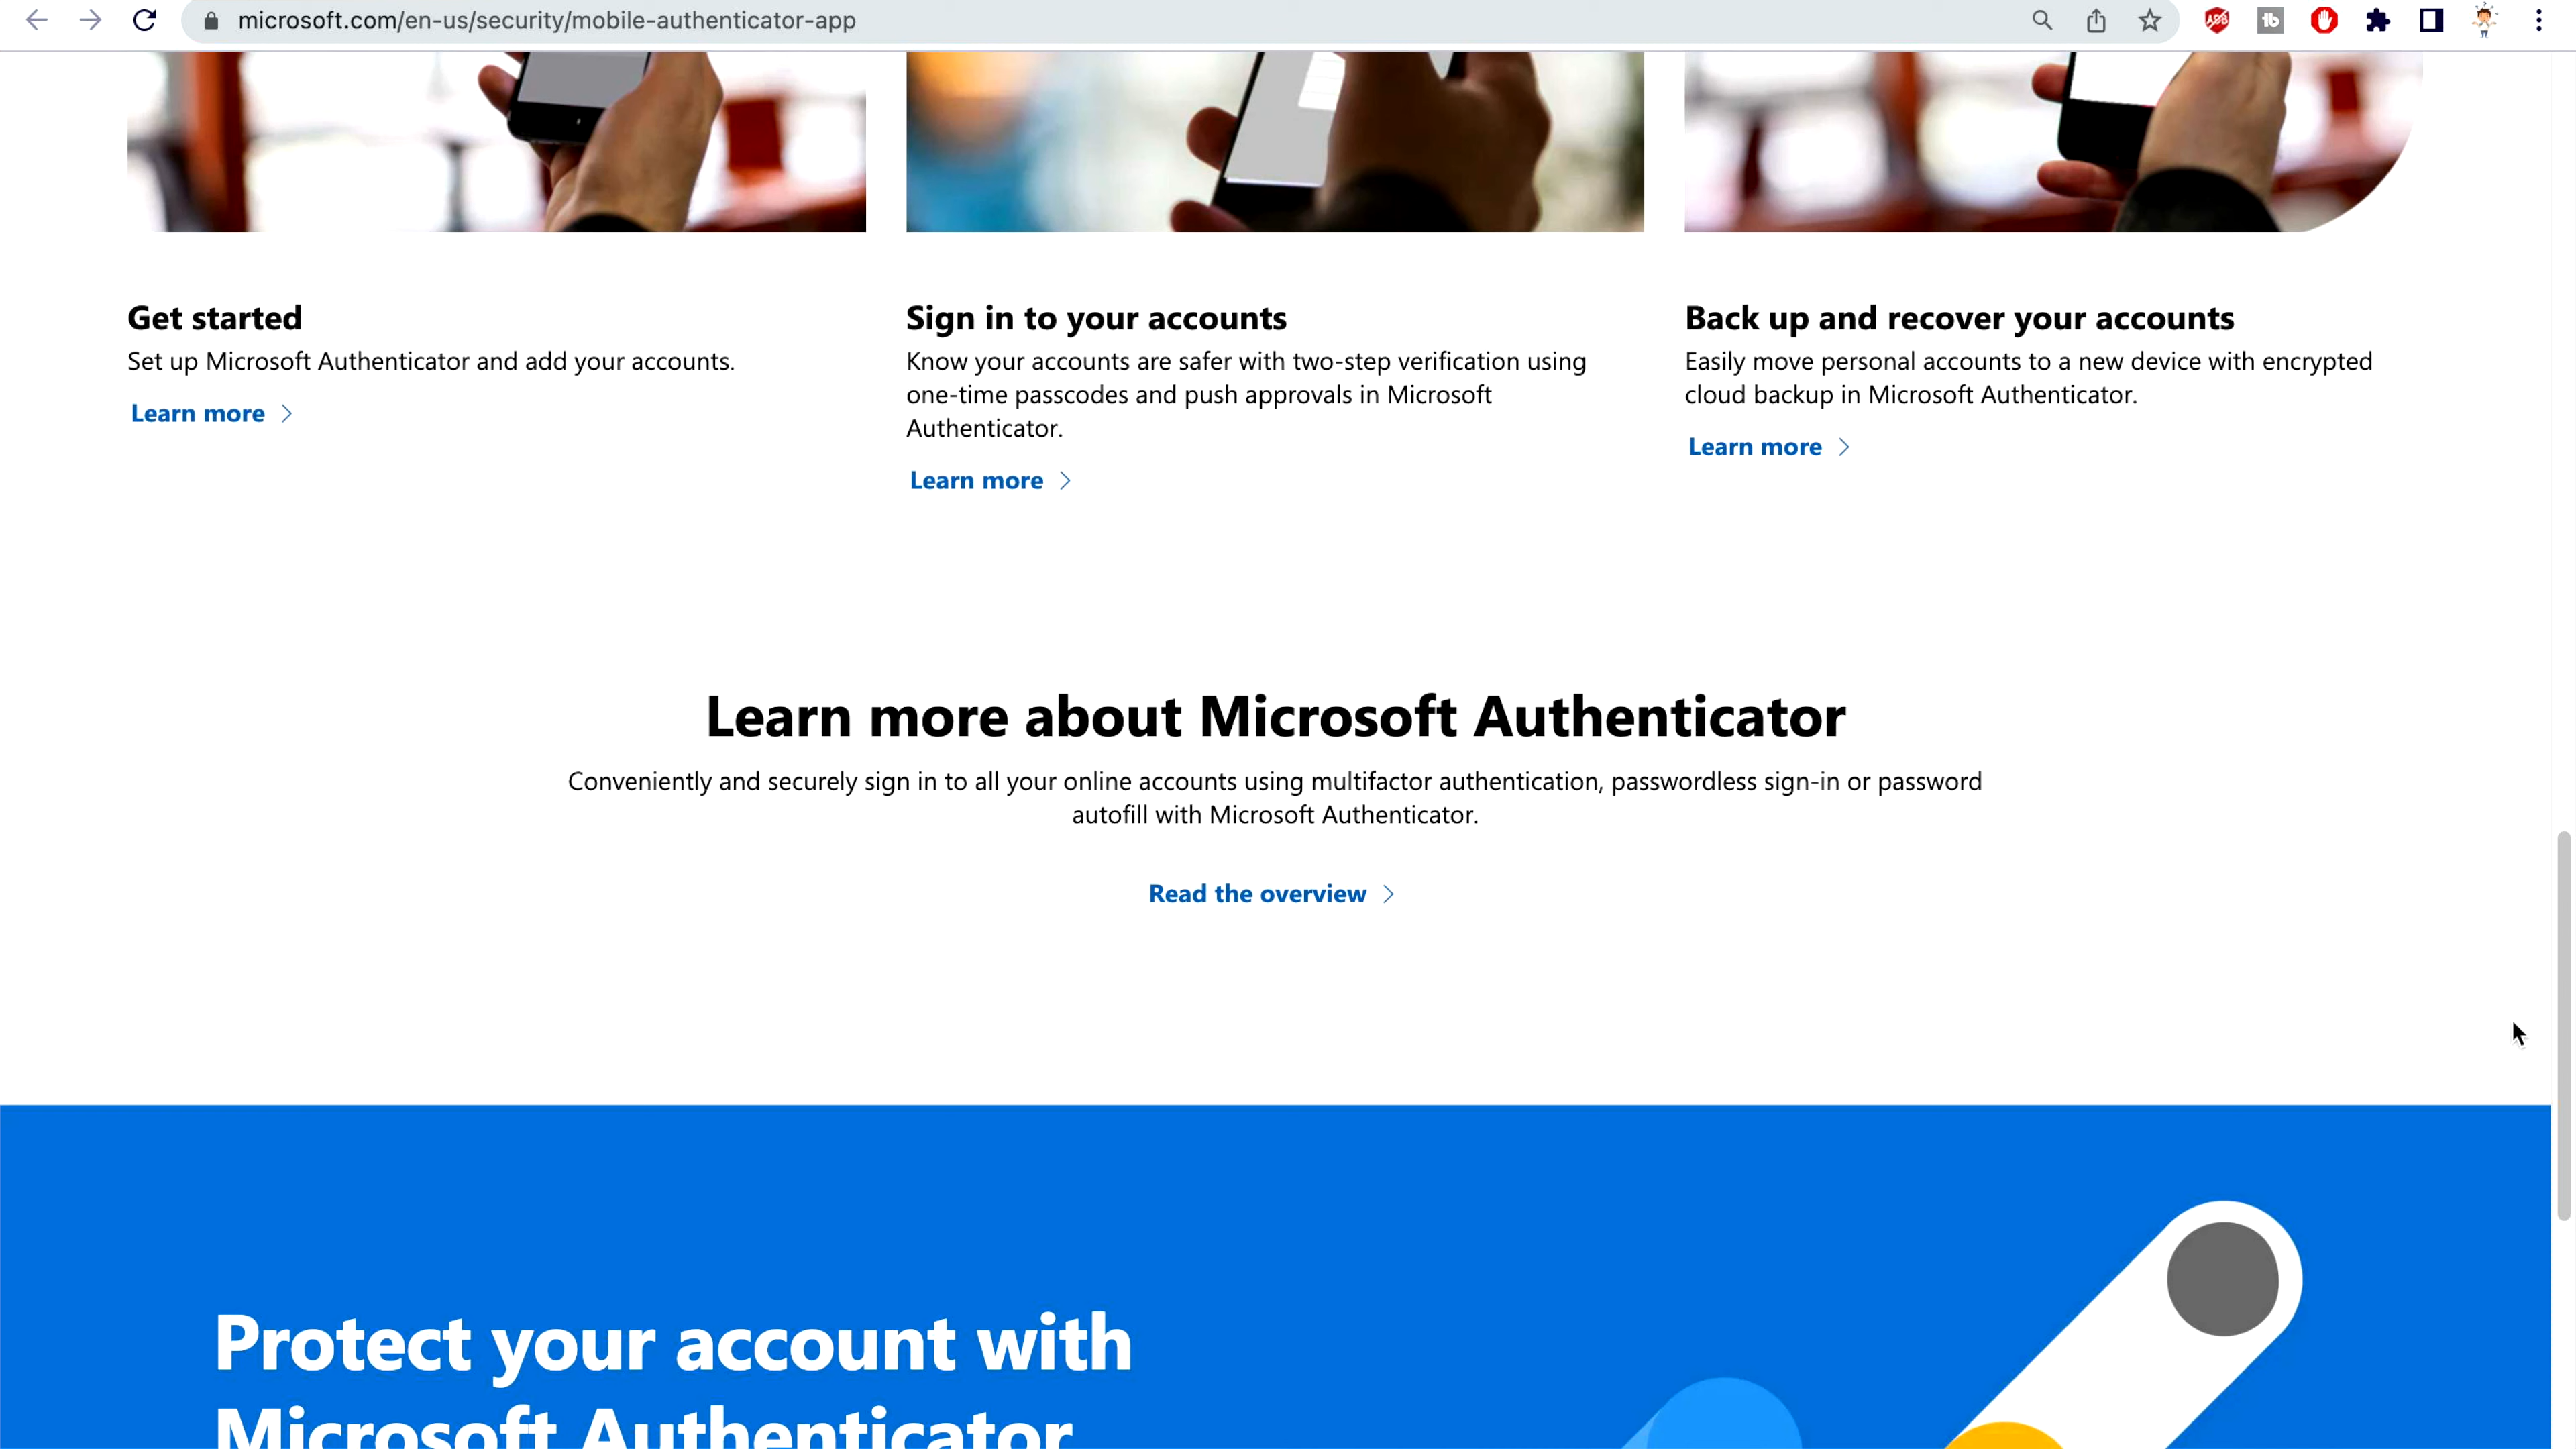 microsoft.com/en-us/security/mobile-authenticator-app
ABP
tb
Get started
Set up Microsoft Authenticator and add your accounts.
Learn more
Sign in to your accounts
Know your accounts are safer with two-step verification using
one-time passcodes and push approvals in Microsoft
Authenticator.
Learn more
Back up and recover your accounts
Easily move personal accounts to a new device with encrypted
cloud backup in Microsoft Authenticator.
Learn more
Learn more about Microsoft Authenticator
Conveniently and securely sign in to all your online accounts using multifactor authentication, passwordless sign-in or password
autofill with Microsoft Authenticator.
Read the overview
Protect your account with
Microsoft Authenticator